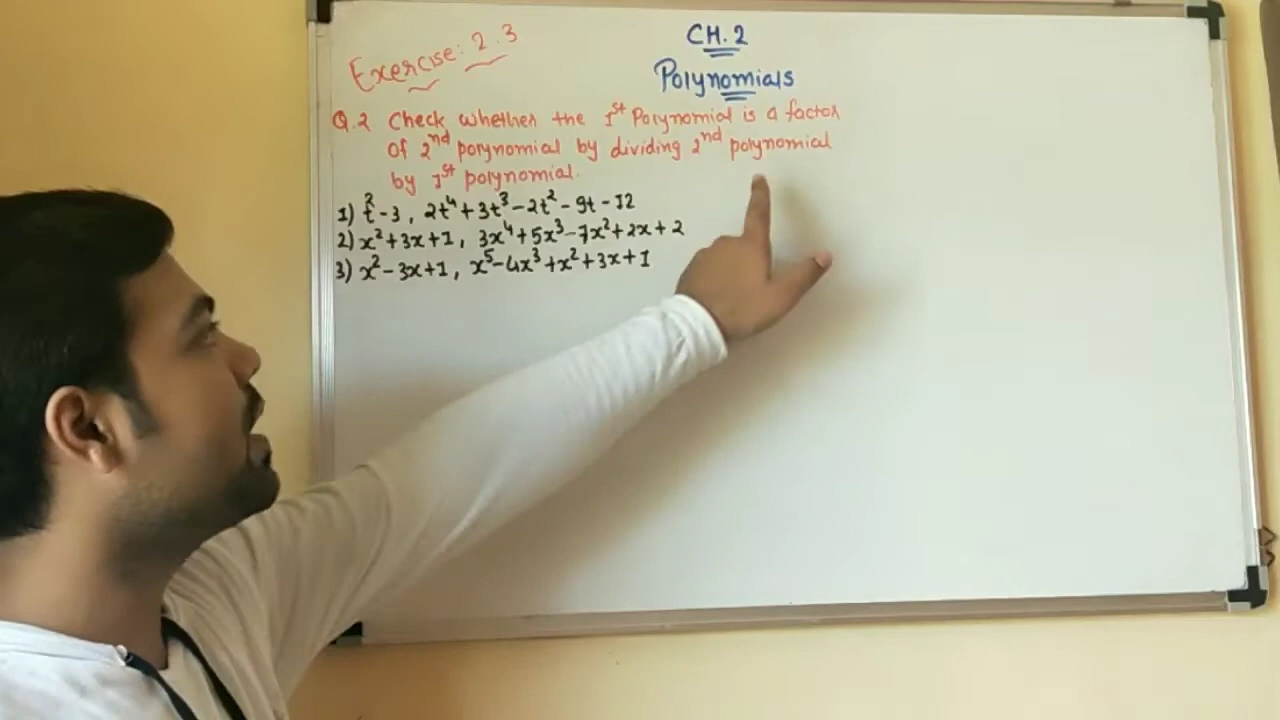 Exercise: 2.3
CH.2
Polynomials
Q.2 Check whether the 1st Polynomial is a factor
of 2nd polynomial by dividing 2nd polynomial
by 1st polynomial.
1) t²-3, 2t⁴+3t³-2t²-9t-12
2) x²+3x+1, 3x⁴+5x³-7x²+2x+2
3) x²-3x+1, x⁵-4x³+x²+3x+1